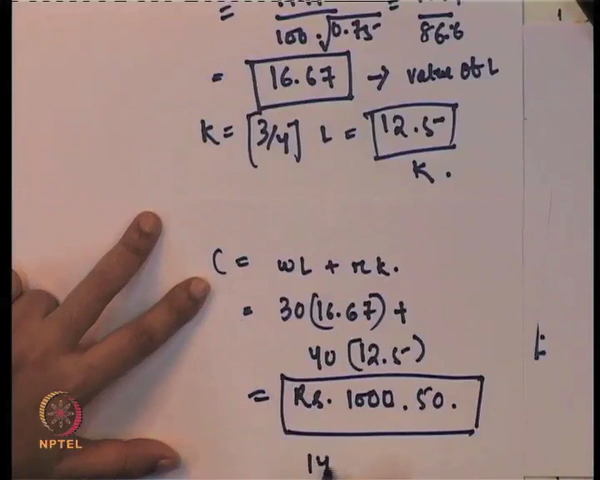 =
100.√0.75 = 86.6
= 16.67 → value of L
K = [3/4] L = 12.5
K.
C = wL + rk.
= 30(16.67) +
40(12.5)
= Rs. 1000.50.
14
NPTEL